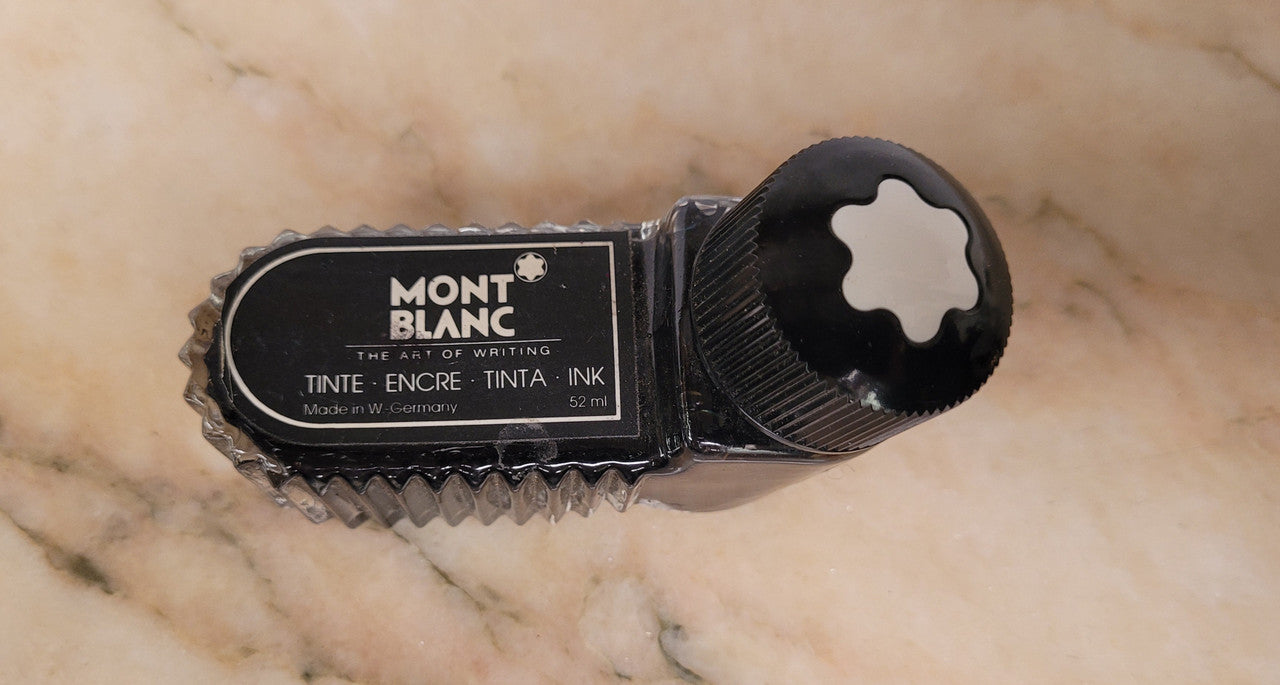 MONT
BLANC
THE ART OF WRITING
TINTE · ENCRE · TINTA · INK
Made in W-Germany 52 ml